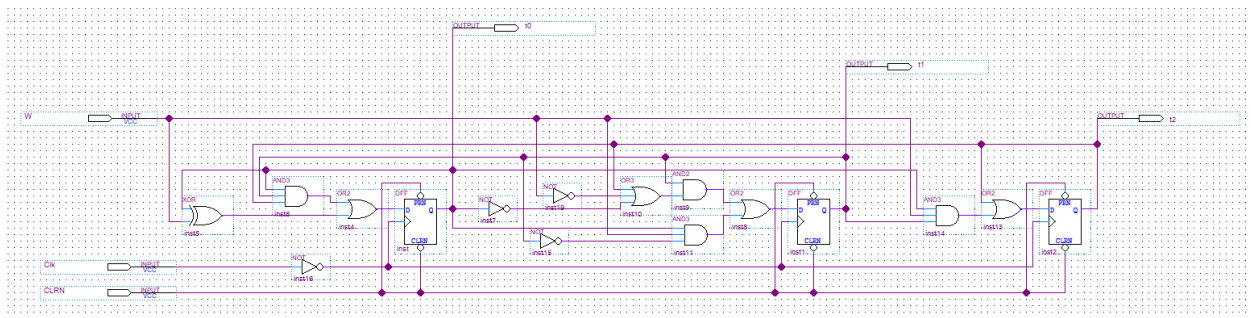 OUTPUT t0
OUTPUT t1
W INPUT VCC
OUTPUT t2
AND3
inst6
XOR
inst5
OR2
inst4
DFF
PRN
D Q
CLRN
inst
NOT
inst7
NOT
inst19
NOT
inst15
OR3
inst10
AND2
inst9
AND3
inst11
OR2
inst8
DFF
PRN
D Q
CLRN
inst1
AND3
inst14
OR2
inst13
DFF
PRN
D Q
CLRN
inst2
Clk INPUT VCC
NOT
inst16
CLRN INPUT VCC